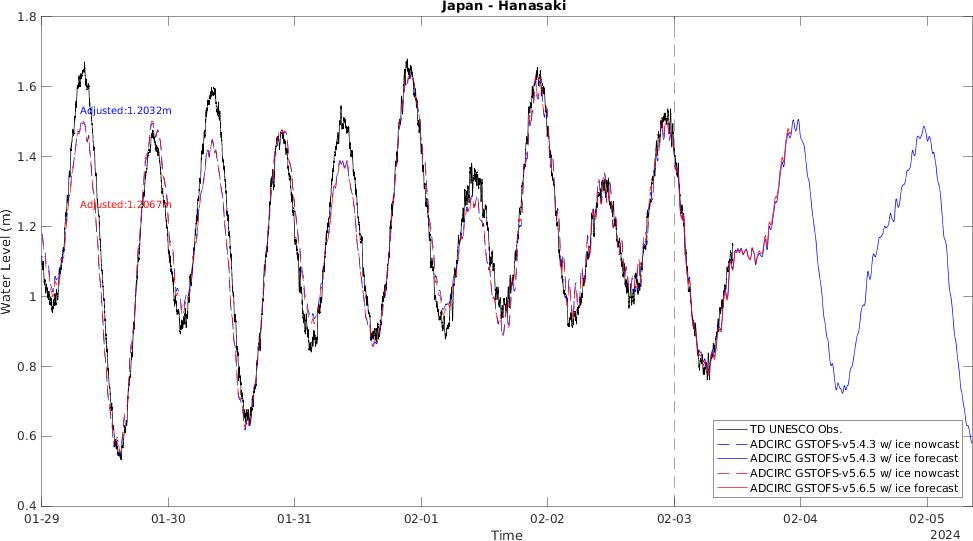 Japan - Hanasaki
1.8
1.6
1.4
1.2
1
0.8
0.6
0.4
Water Level (m)
Adjusted:1.2032m
Adjusted:1.2067m
TD UNESCO Obs.
ADCIRC GSTOFS-v5.4.3 w/ ice nowcast
ADCIRC GSTOFS-v5.4.3 w/ ice forecast
ADCIRC GSTOFS-v5.6.5 w/ ice nowcast
ADCIRC GSTOFS-v5.6.5 w/ ice forecast
01-29 01-30 01-31 02-01 02-02 02-03 02-04 02-05
Time
2024